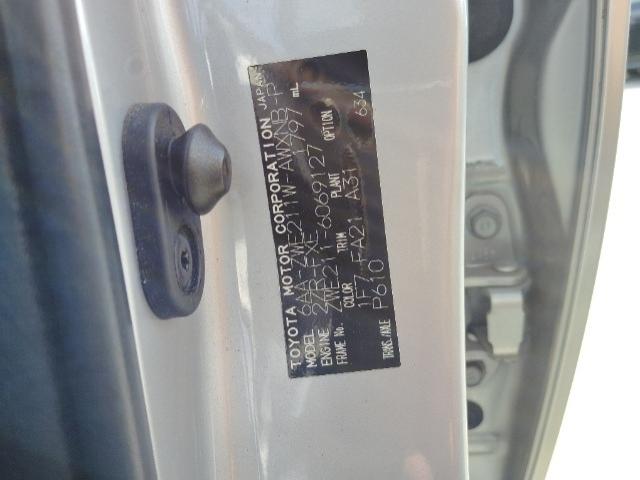 TOYOTA MOTOR CORPORATION JAPAN
MODEL 6AA-ZWE211W-AWXNB-P
ENGINE 2ZR-FXE 1797 mL
FRAME No. ZWE211-6069127
COLOR TRIM PLANT OPTION
1F7 FA21 A31 634
TRANS./AXLE P610